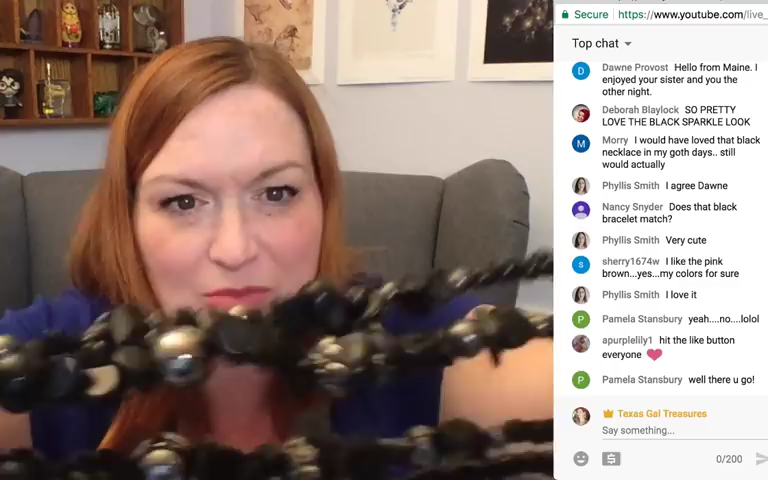 Secure https://www.youtube.com/live_
Top chat
Dawne Provost Hello from Maine. I
enjoyed your sister and you the
other night.
Deborah Blaylock SO PRETTY
LOVE THE BLACK SPARKLE LOOK
Morry I would have loved that black
necklace in my goth days.. still
would actually
Phyllis Smith I agree Dawne
Nancy Snyder Does that black
bracelet match?
Phyllis Smith Very cute
sherry1674w I like the pink
brown...yes...my colors for sure
Phyllis Smith I love it
Pamela Stansbury yeah....no....lolol
apurplelily1 hit the like button
everyone
Pamela Stansbury well there u go!
Texas Gal Treasures
Say something...
0/200